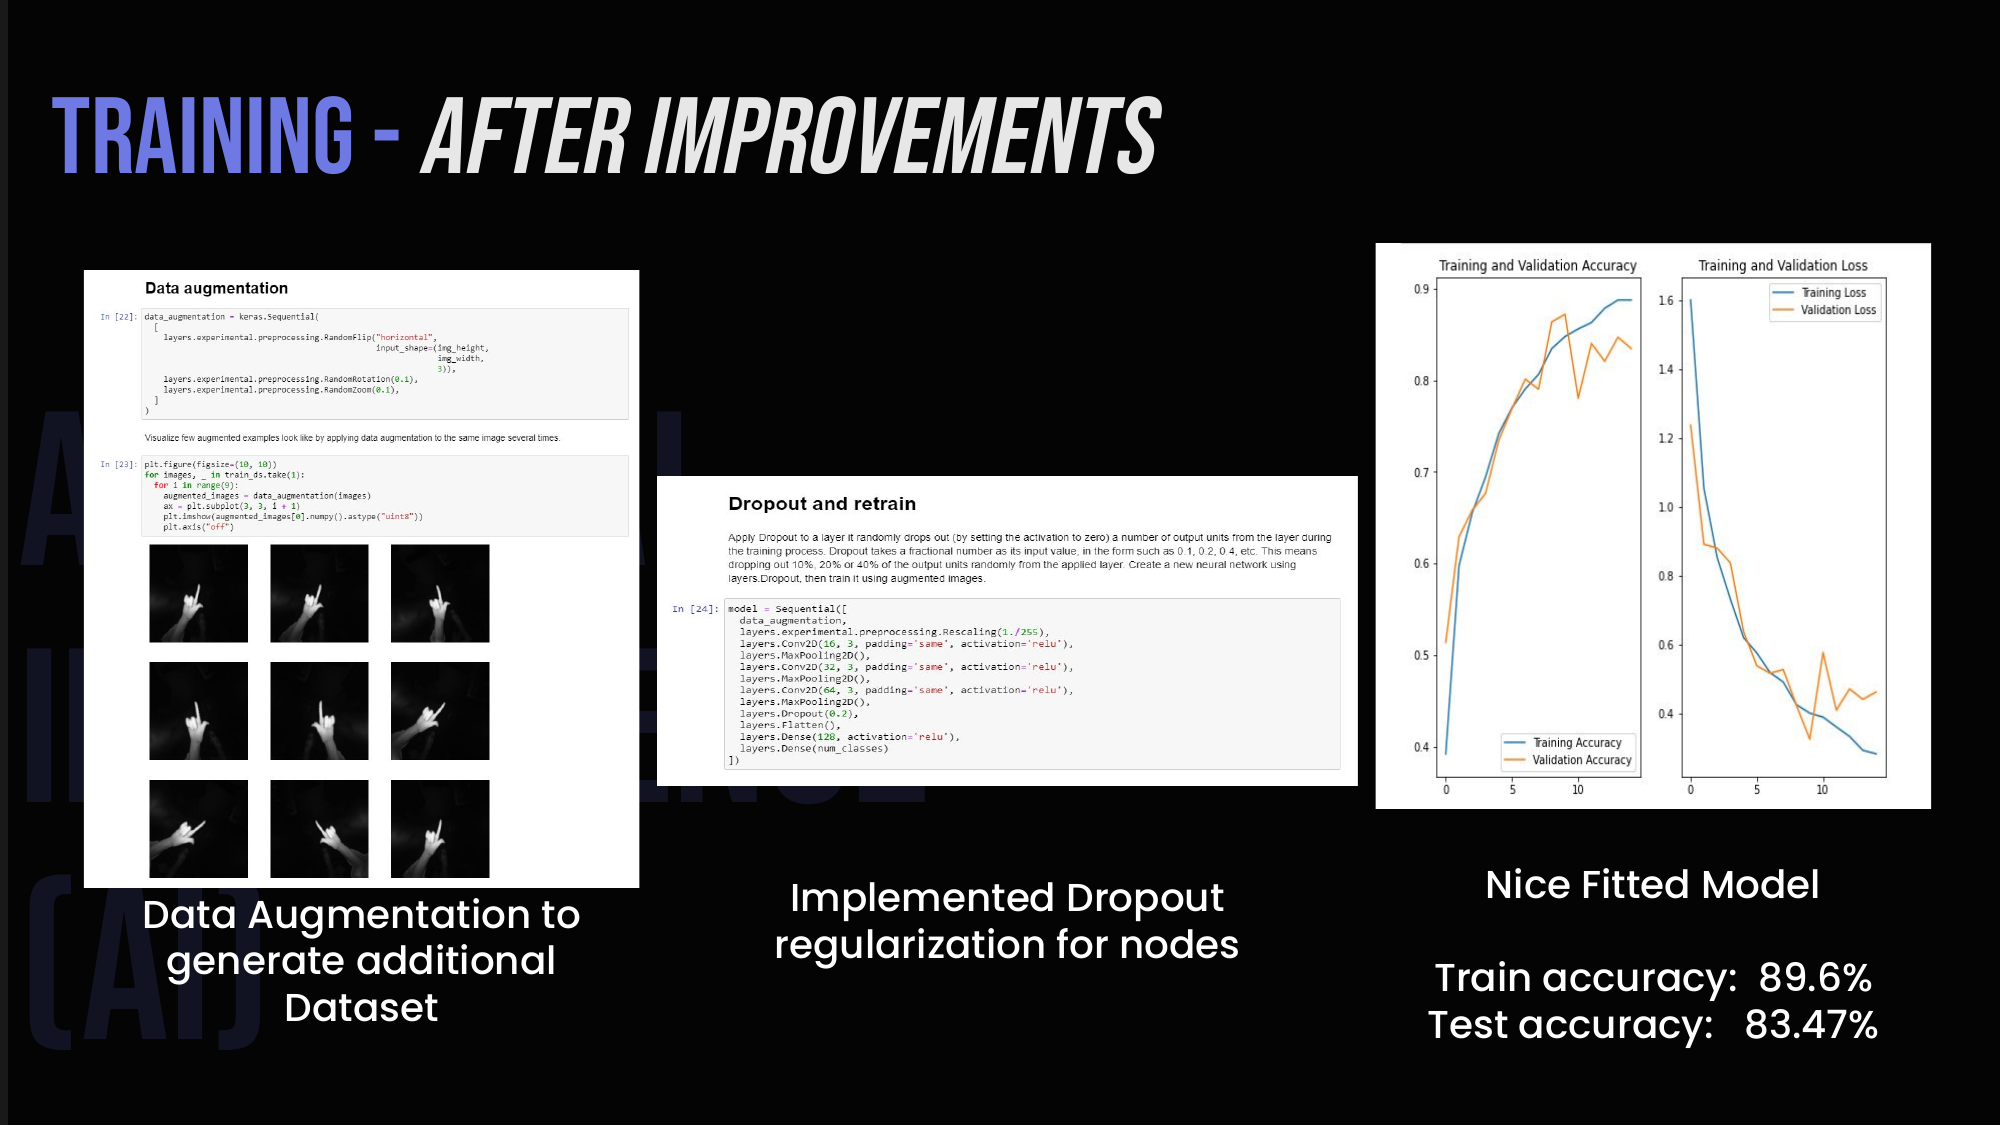 TRAINING - AFTER IMPROVEMENTS
Data augmentation
In [22]: data_augmentation = keras.Sequential(
[
layers.experimental.preprocessing.RandomFlip("horizontal",
input_shape=(img_height,
img_width,
3)),
layers.experimental.preprocessing.RandomRotation(0.1),
layers.experimental.preprocessing.RandomZoom(0.1),
]
)
Visualize few augmented examples look like by applying data augmentation to the same image several times.
In [23]: plt.figure(figsize=(10, 10))
for images, _ in train_ds.take(1):
for i in range(9):
augmented_images = data_augmentation(images)
ax = plt.subplot(3, 3, i + 1)
plt.imshow(augmented_images[0].numpy().astype("uint8"))
plt.axis("off")
Data Augmentation to
generate additional
Dataset
Dropout and retrain
Apply Dropout to a layer it randomly drops out (by setting the activation to zero) a number of output units from the layer during
the training process. Dropout takes a fractional number as its input value, in the form such as 0.1, 0.2, 0.4, etc. This means
dropping out 10%, 20% or 40% of the output units randomly from the applied layer. Create a new neural network using
layers.Dropout, then train it using augmented images.
In [24]: model = Sequential([
data_augmentation,
layers.experimental.preprocessing.Rescaling(1./255),
layers.Conv2D(16, 3, padding='same', activation='relu'),
layers.MaxPooling2D(),
layers.Conv2D(32, 3, padding='same', activation='relu'),
layers.MaxPooling2D(),
layers.Conv2D(64, 3, padding='same', activation='relu'),
layers.MaxPooling2D(),
layers.Dropout(0.2),
layers.Flatten(),
layers.Dense(128, activation='relu'),
layers.Dense(num_classes)
])
Implemented Dropout
regularization for nodes
Training and Validation Accuracy
0.9
0.8
0.7
0.6
0.5
0.4
Training Accuracy
Validation Accuracy
0 5 10
Training and Validation Loss
Training Loss
Validation Loss
1.6
1.4
1.2
1.0
0.8
0.6
0.4
0 5 10
Nice Fitted Model
Train accuracy: 89.6%
Test accuracy: 83.47%
(AI)